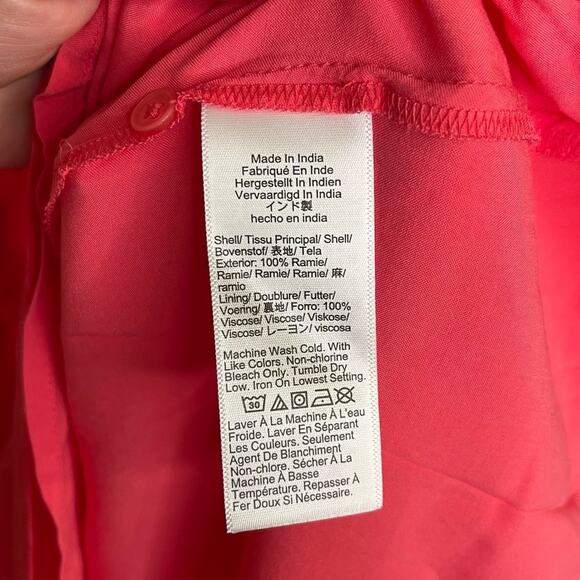 Made In India
Fabriqué En Inde
Hergestellt In Indien
Vervaardigd In India
インド製
hecho en india
Shell/ Tissu Principal/ Shell/
Bovenstof/ 表地/ Tela
Exterior: 100% Ramie/
Ramie/ Ramie/ Ramie/ 麻/
ramio
Lining/ Doublure/ Futter/
Voering/ 裏地/ Forro: 100%
Viscose/ Viscose/ Viskose/
Viscose/ レーヨン/ viscosa
Machine Wash Cold. With
Like Colors. Non-chlorine
Bleach Only. Tumble Dry
Low. Iron On Lowest Setting.
30
Laver À La Machine À L'eau
Froide. Laver En Séparant
Les Couleurs. Seulement
Agent De Blanchiment
Non-chlore. Sécher À La
Machine À Basse
Température. Repasser À
Fer Doux Si Nécessaire.